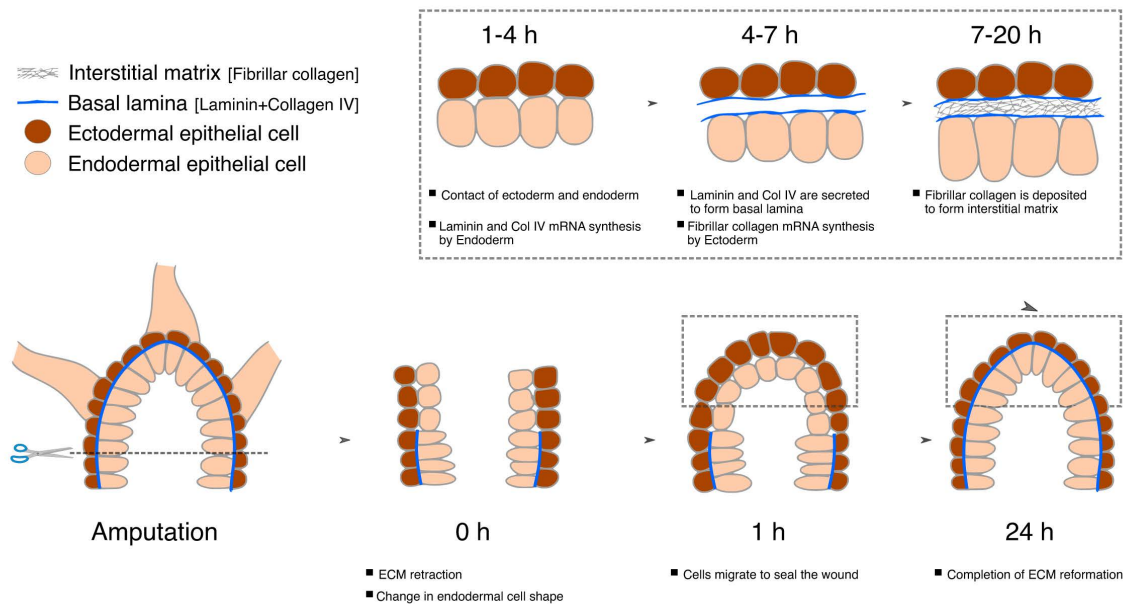 1-4 h
4-7 h
7-20 h
Interstitial matrix [Fibrillar collagen]
Basal lamina [Laminin+Collagen IV]
Ectodermal epithelial cell
Endodermal epithelial cell
■ Contact of ectoderm and endoderm
■ Laminin and Col IV mRNA synthesis
by Endoderm
■ Laminin and Col IV are secreted
to form basal lamina
■ Fibrillar collagen mRNA synthesis
by Ectoderm
■ Fibrillar collagen is deposited
to form interstitial matrix
Amputation
0 h
1 h
24 h
■ ECM retraction
■ Change in endodermal cell shape
■ Cells migrate to seal the wound
■ Completion of ECM reformation